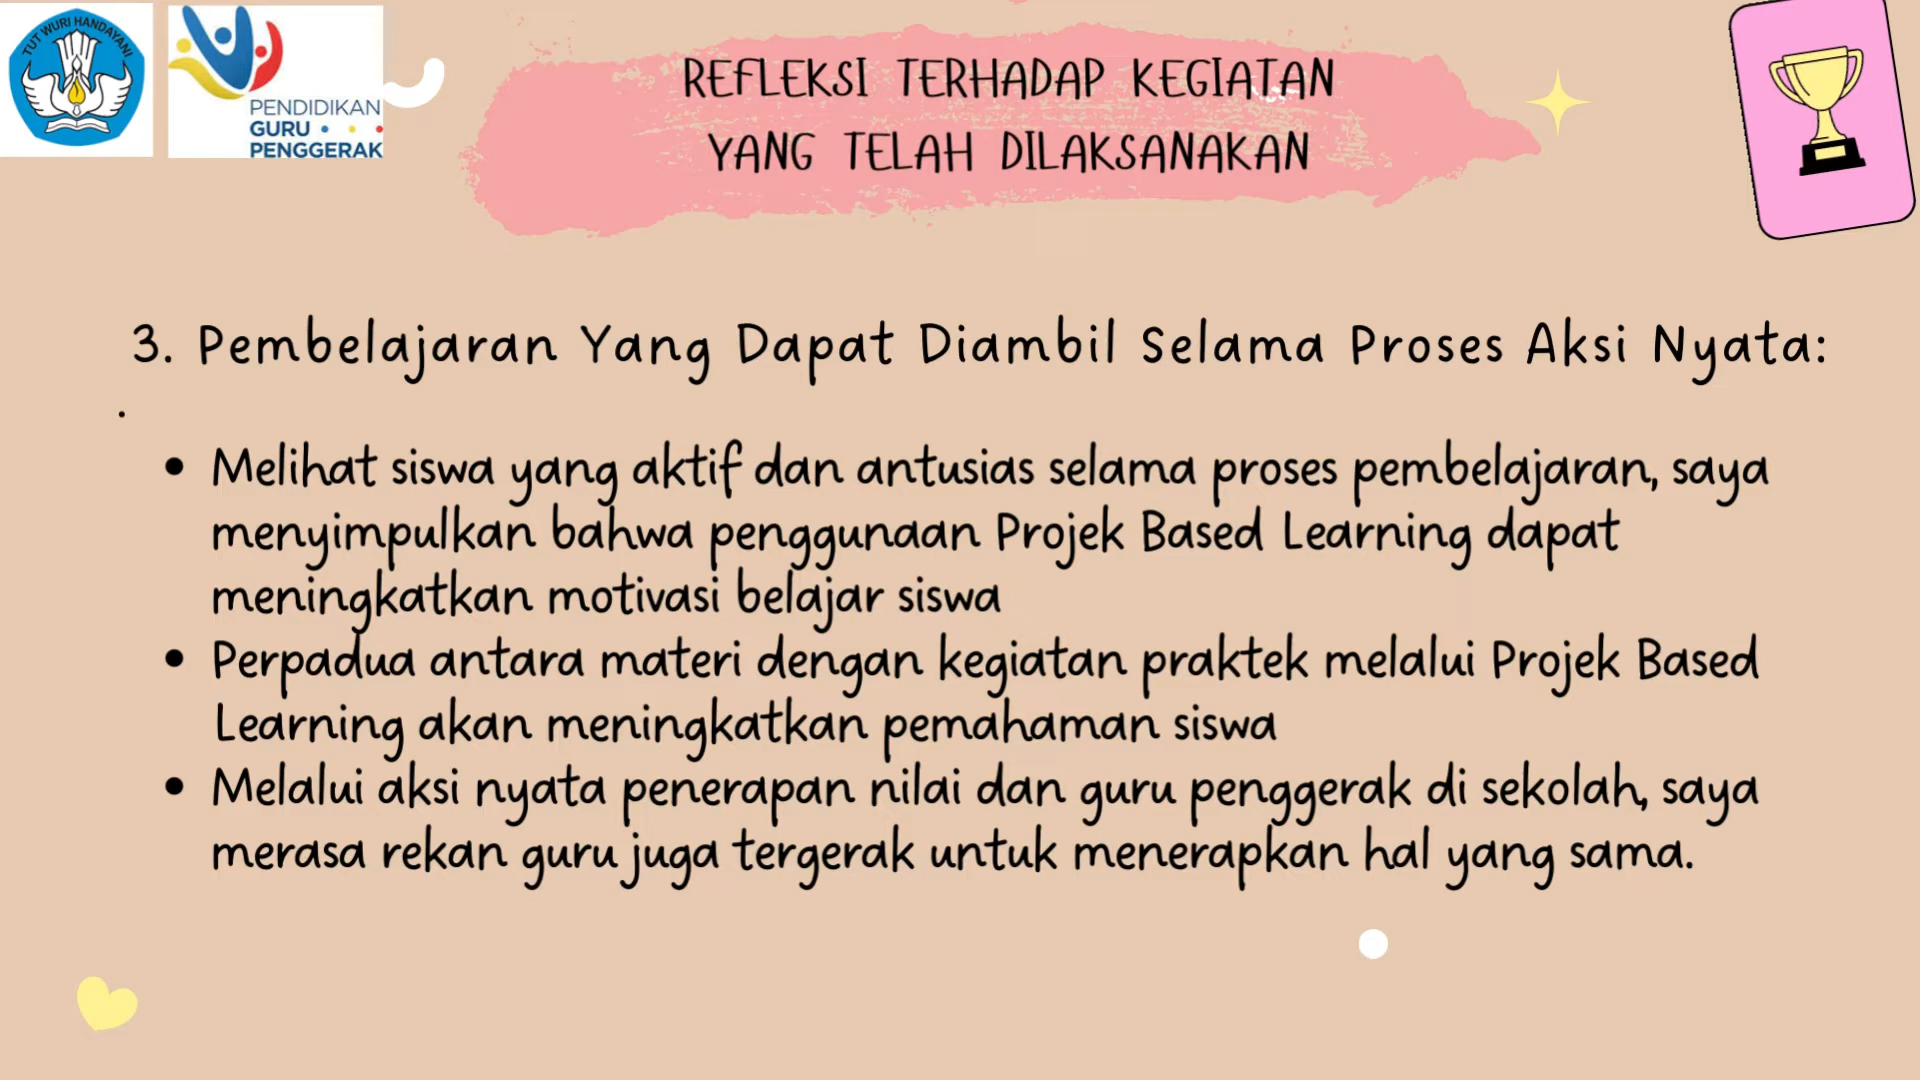 TUT WURI HANDAYANI
PENDIDIKAN
GURU
PENGGERAK
REFLEKSI TERHADAP KEGIATAN
YANG TELAH DILAKSANAKAN
3. Pembelajaran Yang Dapat Diambil Selama Proses Aksi Nyata:
.
• Melihat siswa yang aktif dan antusias selama proses pembelajaran, saya
menyimpulkan bahwa penggunaan Projek Based Learning dapat
meningkatkan motivasi belajar siswa
• Perpadua antara materi dengan kegiatan praktek melalui Projek Based
Learning akan meningkatkan pemahaman siswa
• Melalui aksi nyata penerapan nilai dan guru penggerak di sekolah, saya
merasa rekan guru juga tergerak untuk menerapkan hal yang sama.